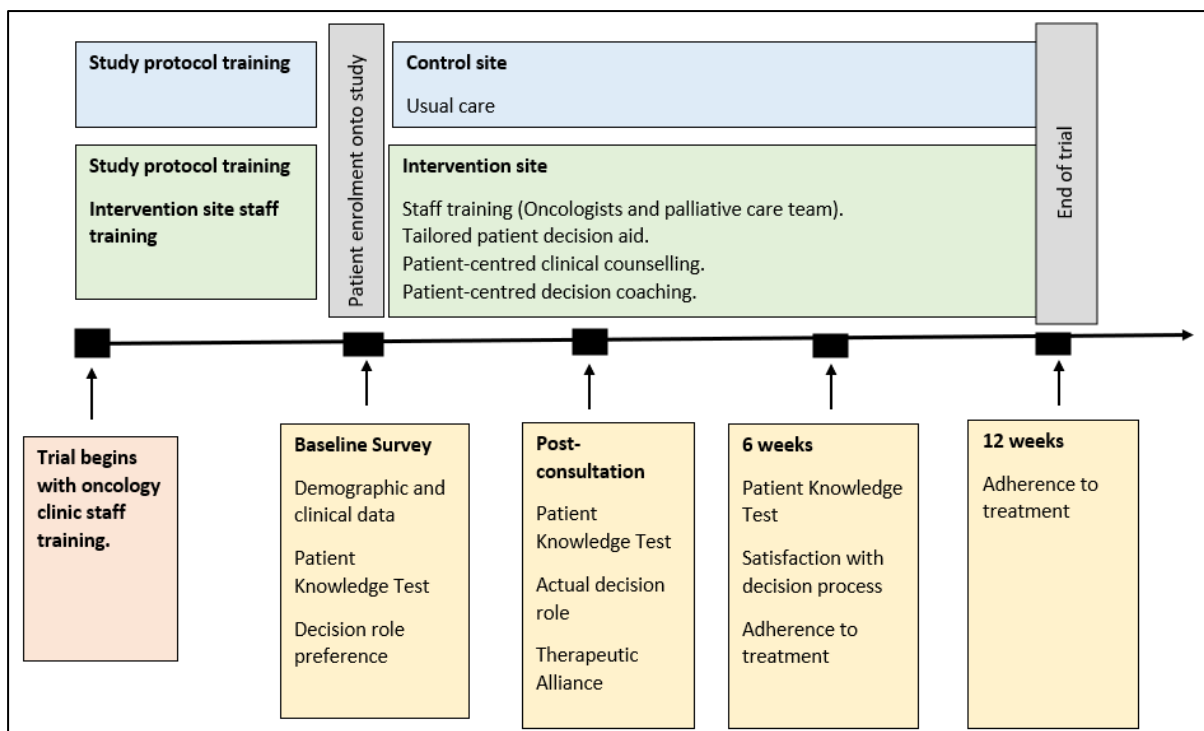 Study protocol training
Patient enrolment onto study
Control site
Usual care
End of trial
Study protocol training
Intervention site staff
training
Intervention site
Staff training (Oncologists and palliative care team).
Tailored patient decision aid.
Patient-centred clinical counselling.
Patient-centred decision coaching.
Trial begins
with oncology
clinic staff
training.
Baseline Survey
Demographic and
clinical data
Patient
Knowledge Test
Decision role
preference
Post-
consultation
Patient
Knowledge Test
Actual decision
role
Therapeutic
Alliance
6 weeks
Patient Knowledge
Test
Satisfaction with
decision process
Adherence to
treatment
12 weeks
Adherence to
treatment